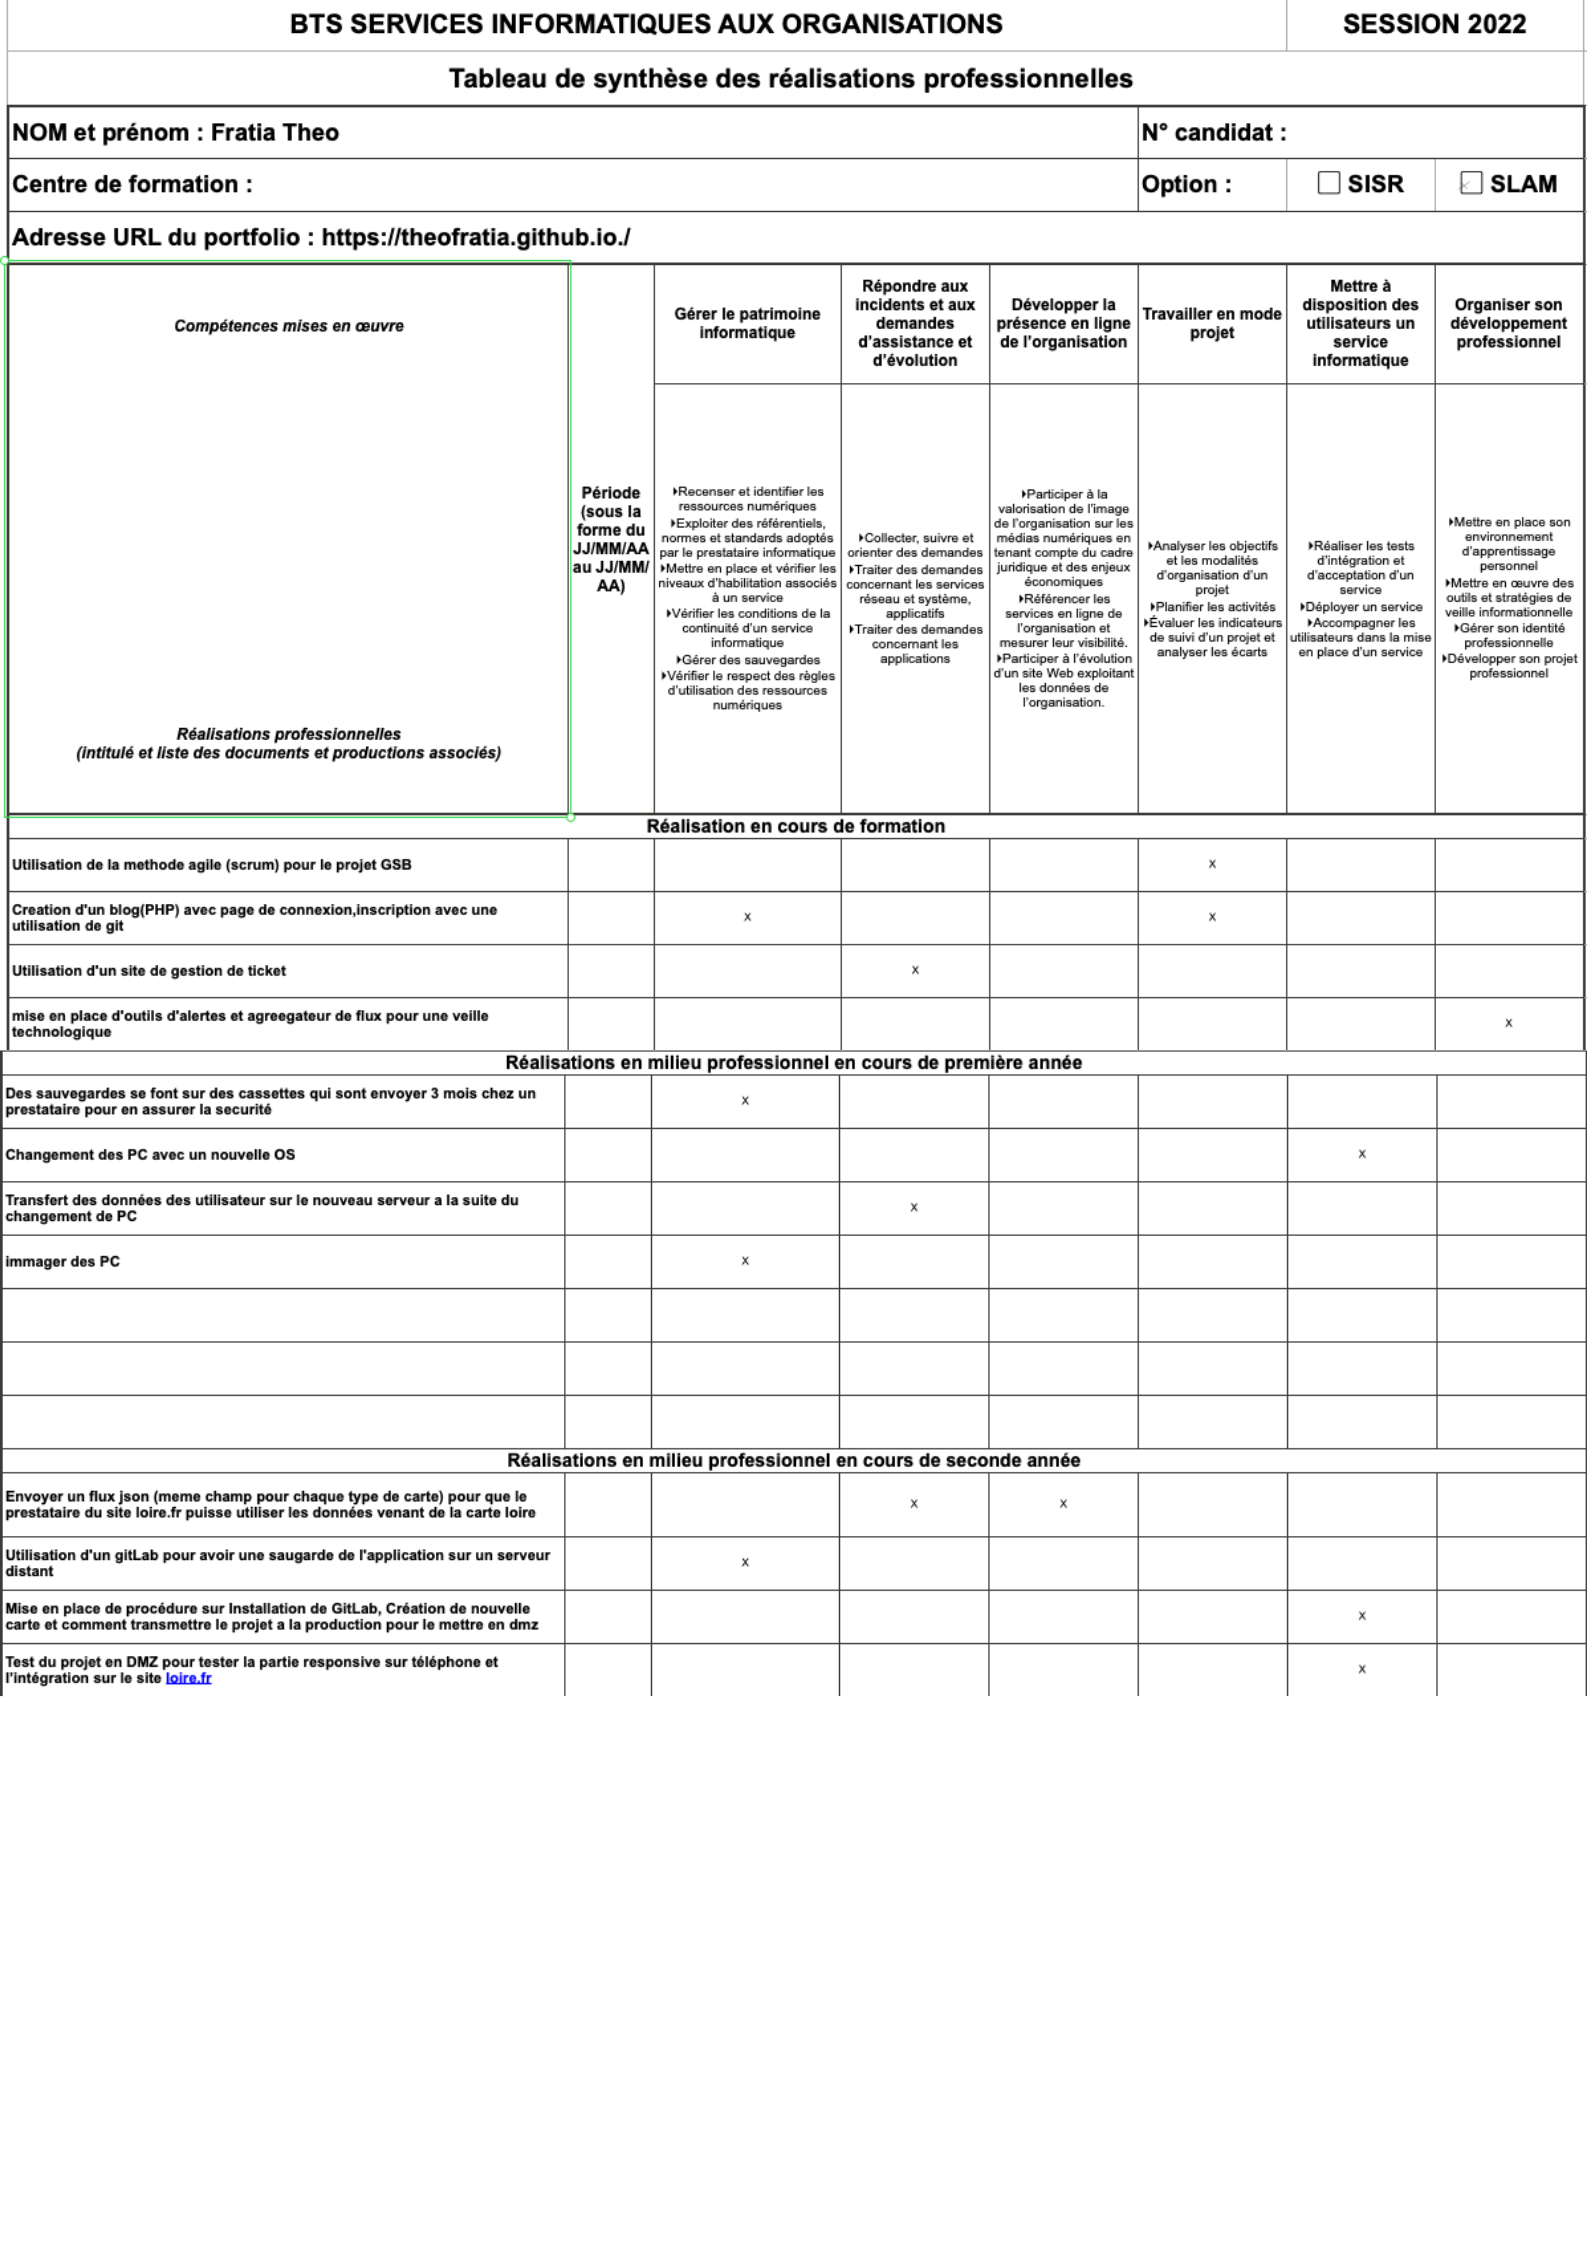 BTS SERVICES INFORMATIQUES AUX ORGANISATIONS
SESSION 2022
Tableau de synthèse des réalisations professionnelles
NOM et prénom : Fratia Theo
N° candidat :
Centre de formation :
Option :
SISR
SLAM
Adresse URL du portfolio : https://theofratia.github.io./
Compétences mises en œuvre
Réalisations professionnelles
(intitulé et liste des documents et productions associés)
Période
(sous la
forme du
JJ/MM/AA
au JJ/MM/
AA)
Gérer le patrimoine
informatique
Répondre aux
incidents et aux
demandes
d'assistance et
d'évolution
Développer la
présence en ligne
de l'organisation
Travailler en mode
projet
Mettre à
disposition des
utilisateurs un
service
informatique
Organiser son
développement
professionnel
‣Recenser et identifier les
ressources numériques
‣Exploiter des référentiels,
normes et standards adoptés
par le prestataire informatique
‣Mettre en place et vérifier les
niveaux d'habilitation associés
à un service
‣Vérifier les conditions de la
continuité d'un service
informatique
‣Gérer des sauvegardes
‣Vérifier le respect des règles
d'utilisation des ressources
numériques
‣Collecter, suivre et
orienter des demandes
‣Traiter des demandes
concernant les services
réseau et système,
applicatifs
‣Traiter des demandes
concernant les
applications
‣Participer à la
valorisation de l'image
de l'organisation sur les
médias numériques en
tenant compte du cadre
juridique et des enjeux
économiques
‣Référencer les
services en ligne de
l'organisation et
mesurer leur visibilité.
‣Participer à l'évolution
d'un site Web exploitant
les données de
l'organisation.
‣Analyser les objectifs
et les modalités
d'organisation d'un
projet
‣Planifier les activités
‣Évaluer les indicateurs
de suivi d'un projet et
analyser les écarts
‣Réaliser les tests
d'intégration et
d'acceptation d'un
service
‣Déployer un service
‣Accompagner les
utilisateurs dans la mise
en place d'un service
‣Mettre en place son
environnement
d'apprentissage
personnel
‣Mettre en œuvre des
outils et stratégies de
veille informationnelle
‣Gérer son identité
professionnelle
‣Développer son projet
professionnel
Réalisation en cours de formation
Utilisation de la methode agile (scrum) pour le projet GSB
x
Creation d'un blog(PHP) avec page de connexion,inscription avec une
utilisation de git
x
x
Utilisation d'un site de gestion de ticket
x
mise en place d'outils d'alertes et agreegateur de flux pour une veille
technologique
x
Réalisations en milieu professionnel en cours de première année
Des sauvegardes se font sur des cassettes qui sont envoyer 3 mois chez un
prestataire pour en assurer la securité
x
Changement des PC avec un nouvelle OS
x
Transfert des données des utilisateur sur le nouveau serveur a la suite du
changement de PC
x
immager des PC
x
Réalisations en milieu professionnel en cours de seconde année
Envoyer un flux json (meme champ pour chaque type de carte) pour que le
prestataire du site loire.fr puisse utiliser les données venant de la carte loire
x
x
Utilisation d'un gitLab pour avoir une saugarde de l'application sur un serveur
distant
x
Mise en place de procédure sur Installation de GitLab, Création de nouvelle
carte et comment transmettre le projet a la production pour le mettre en dmz
x
Test du projet en DMZ pour tester la partie responsive sur téléphone et
l'intégration sur le site loire.fr
x